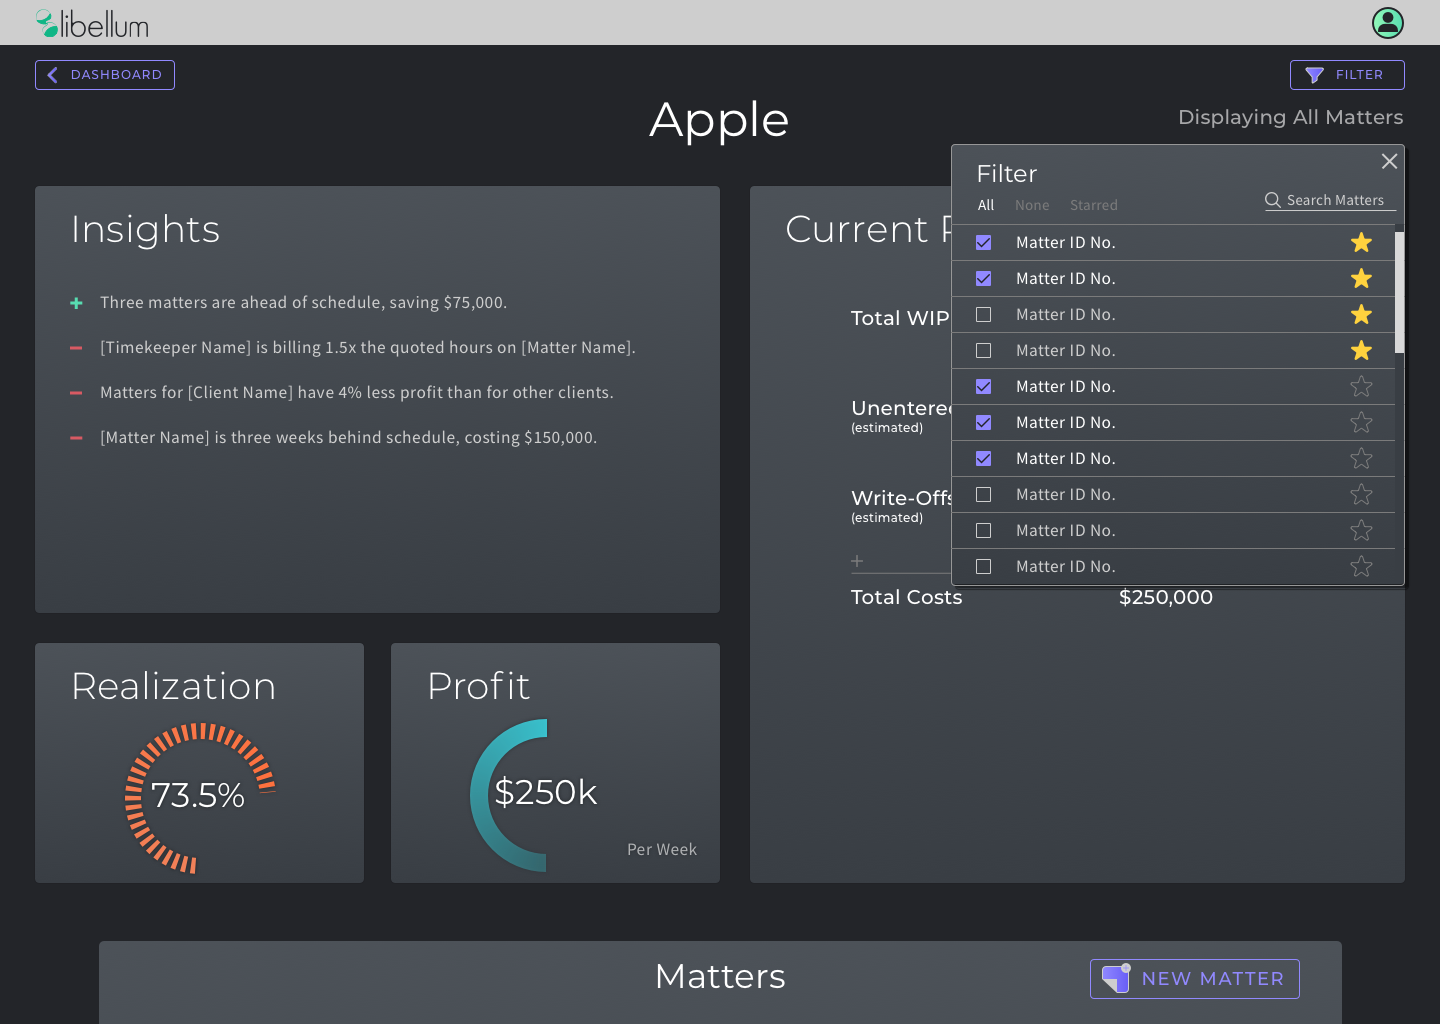 libellum
DASHBOARD
FILTER
Apple
Displaying All Matters
Insights
Three matters are ahead of schedule, saving $75,000.
[Timekeeper Name] is billing 1.5x the quoted hours on [Matter Name].
Matters for [Client Name] have 4% less profit than for other clients.
[Matter Name] is three weeks behind schedule, costing $150,000.
Current
Total WIP
Unentered
(estimated)
Write-Offs
(estimated)
+
Total Costs $250,000
Filter
All None Starred
Search Matters
Matter ID No.
Matter ID No.
Matter ID No.
Matter ID No.
Matter ID No.
Matter ID No.
Matter ID No.
Matter ID No.
Matter ID No.
Matter ID No.
Realization
73.5%
Profit
$250k
Per Week
Matters
NEW MATTER